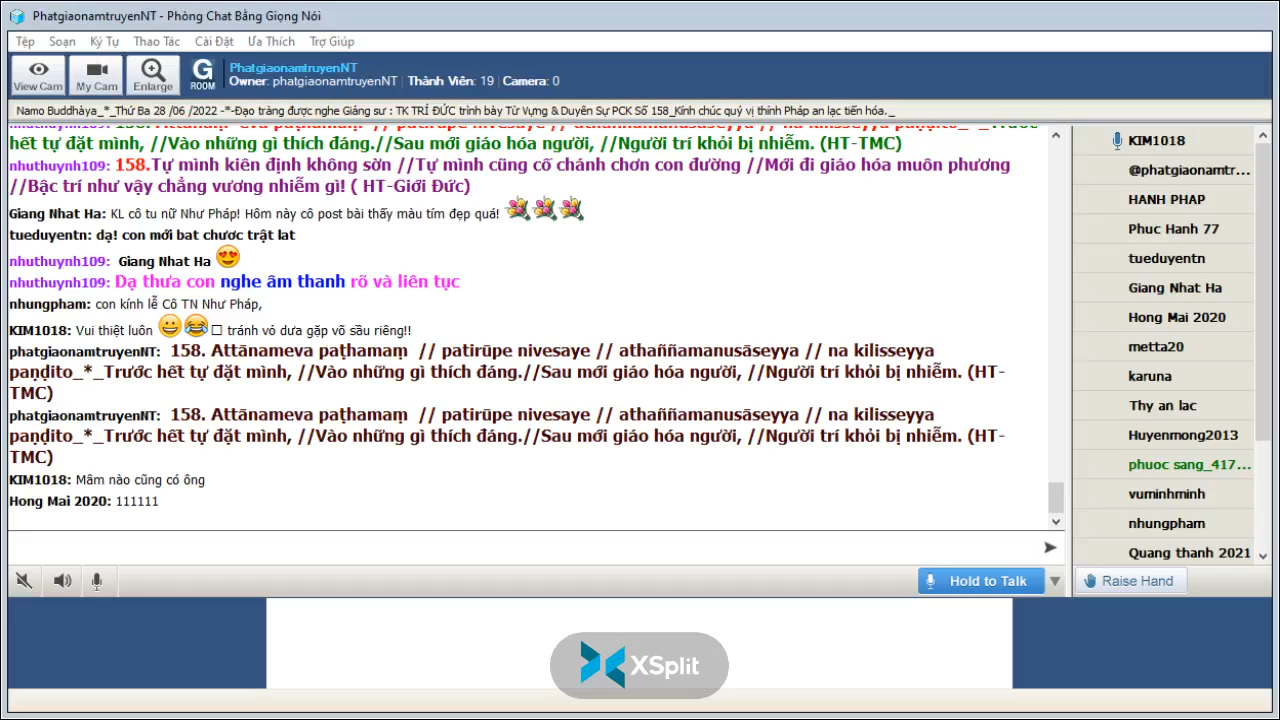 PhatgiaonamtruyenNT - Phòng Chat Bằng Giọng Nói
Tệp Soạn Ký Tự Thao Tác Cài Đặt Ưa Thích Trợ Giúp
View Cam My Cam Enlarge G ROOM
PhatgiaonamtruyenNT
Owner: phatgiaonamtruyenNT | Thành Viên: 19 | Camera: 0
Namo Buddhàya_*_Thứ Ba 28 /06 /2022 -*-Đạo tràng được nghe Giảng sư : TK TRÍ ĐỨC trình bày Từ Vựng & Duyên Sự PCK Số 158_Kính chúc quý vị thính Pháp an lạc tiến hóa._
hết tự đặt mình, //Vào những gì thích đáng.//Sau mới giáo hóa người, //Người trí khỏi bị nhiễm. (HT-TMC)
nhuthuynh109: 158.Tự mình kiên định không sờn //Tự mình cũng cố chánh chơn con đường //Mới đi giáo hóa muôn phương
//Bậc trí như vậy chẳng vương nhiễm gì! ( HT-Giới Đức)
Giang Nhat Ha: KL cô tu nữ Như Pháp! Hôm này cô post bài thấy màu tím đẹp quá!
tueduyentn: dạ! con mới bat chươc trật lat
nhuthuynh109: Giang Nhat Ha
nhuthuynh109: Dạ thưa con nghe âm thanh rõ và liên tục
nhungpham: con kính lễ Cô TN Như Pháp,
KIM1018: Vui thiệt luôn 😀😂□ tránh vỏ dưa gặp võ sầu riêng!!
phatgiaonamtruyenNT: 158. Attānameva paṭhamaṃ // patirūpe nivesaye // athaññamanusāseyya // na kilisseyya
paṇḍito_*_Trước hết tự đặt mình, //Vào những gì thích đáng.//Sau mới giáo hóa người, //Người trí khỏi bị nhiễm. (HT-
TMC)
phatgiaonamtruyenNT: 158. Attānameva paṭhamaṃ // patirūpe nivesaye // athaññamanusāseyya // na kilisseyya
paṇḍito_*_Trước hết tự đặt mình, //Vào những gì thích đáng.//Sau mới giáo hóa người, //Người trí khỏi bị nhiễm. (HT-
TMC)
KIM1018: Mâm nào cũng có ông
Hong Mai 2020: 111111
Hold to Talk
KIM1018
@phatgiaonamtr...
HANH PHAP
Phuc Hanh 77
tueduyentn
Giang Nhat Ha
Hong Mai 2020
metta20
karuna
Thy an lac
Huyenmong2013
phuoc sang_417...
vuminhminh
nhungpham
Quang thanh 2021
Raise Hand
XSplit